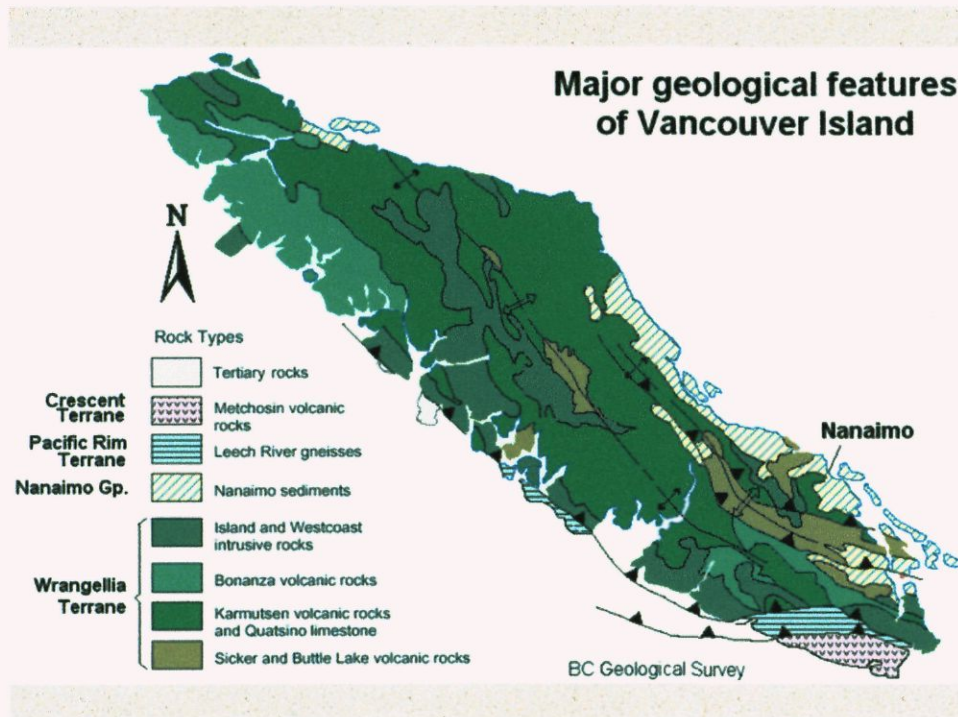 Major geological features
of Vancouver Island
N
Rock Types
Tertiary rocks
Crescent
Terrane
Metchosin volcanic
rocks
Pacific Rim
Terrane
Leech River gneisses
Nanaimo Gp.
Nanaimo sediments
Wrangellia
Terrane
Island and Westcoast
intrusive rocks
Bonanza volcanic rocks
Karmutsen volcanic rocks
and Quatsino limestone
Sicker and Buttle Lake volcanic rocks
Nanaimo
BC Geological Survey